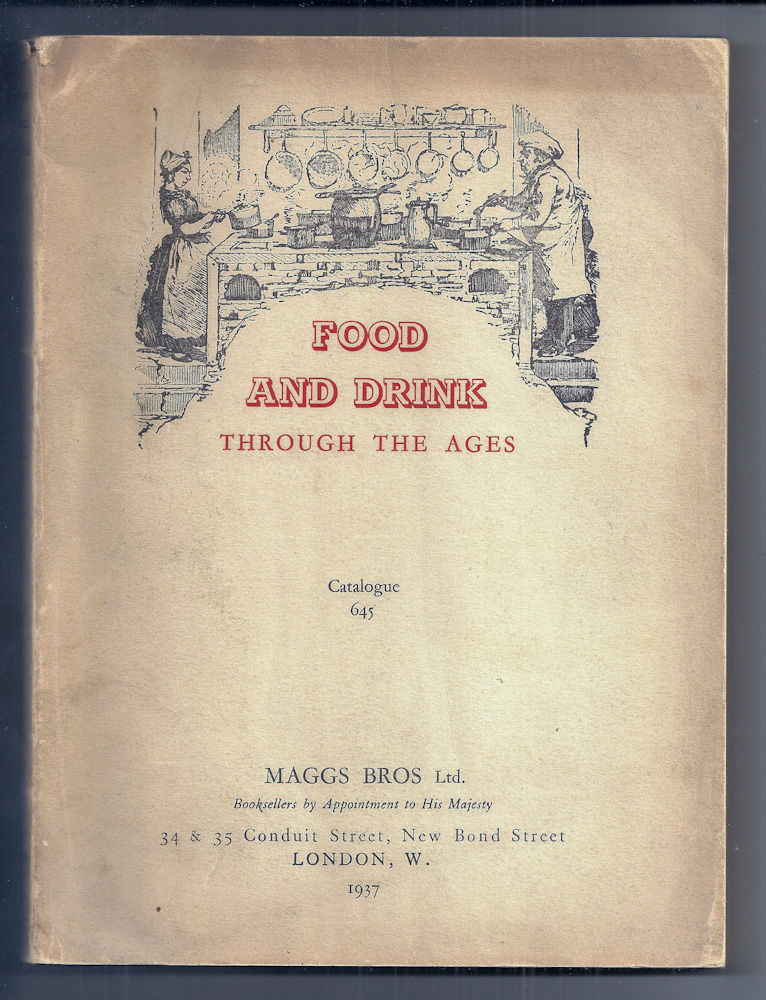 FOOD
AND DRINK
THROUGH THE AGES
Catalogue
645
MAGGS BROS Ltd.
Booksellers by Appointment to His Majesty
34 & 35 Conduit Street, New Bond Street
LONDON, W.
1937